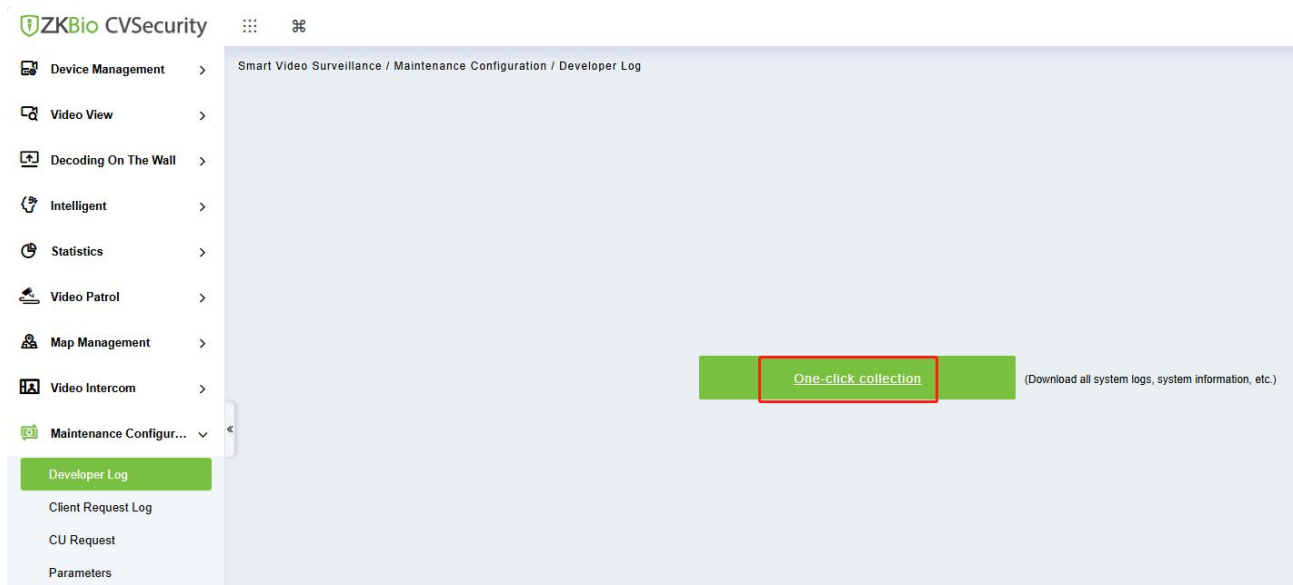 ZKBio CVSecurity
Smart Video Surveillance / Maintenance Configuration / Developer Log
Device Management
Video View
Decoding On The Wall
Intelligent
Statistics
Video Patrol
Map Management
Video Intercom
Maintenance Configur...
Developer Log
Client Request Log
CU Request
Parameters
One-click collection
(Download all system logs, system information, etc.)